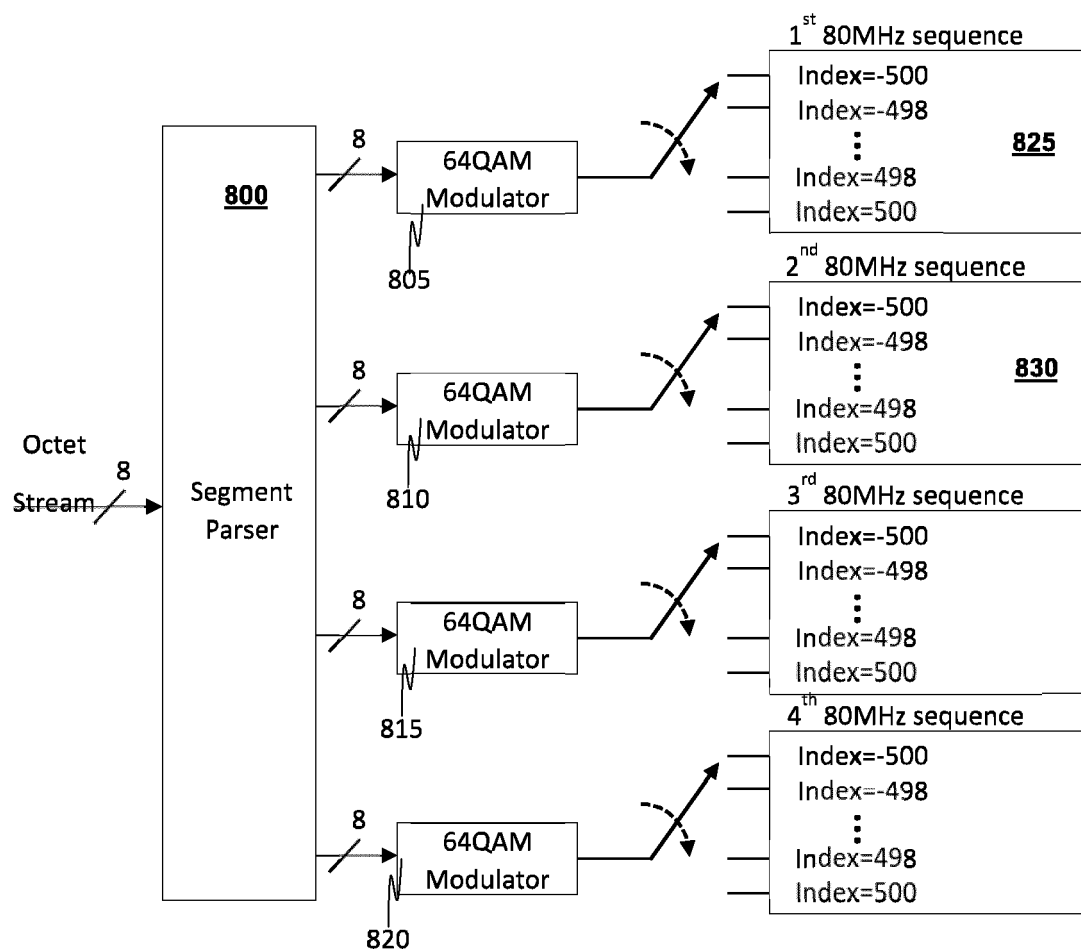 Octet
8
Stream
800
Segment
Parser
8
64QAM
Modulator
805
1st 80MHz sequence
Index=-500
Index=-498
⋮
Index=498
Index=500
825
8
64QAM
Modulator
810
2nd 80MHz sequence
Index=-500
Index=-498
⋮
Index=498
Index=500
830
8
64QAM
Modulator
815
3rd 80MHz sequence
Index=-500
Index=-498
⋮
Index=498
Index=500
8
64QAM
Modulator
820
4th 80MHz sequence
Index=-500
Index=-498
⋮
Index=498
Index=500